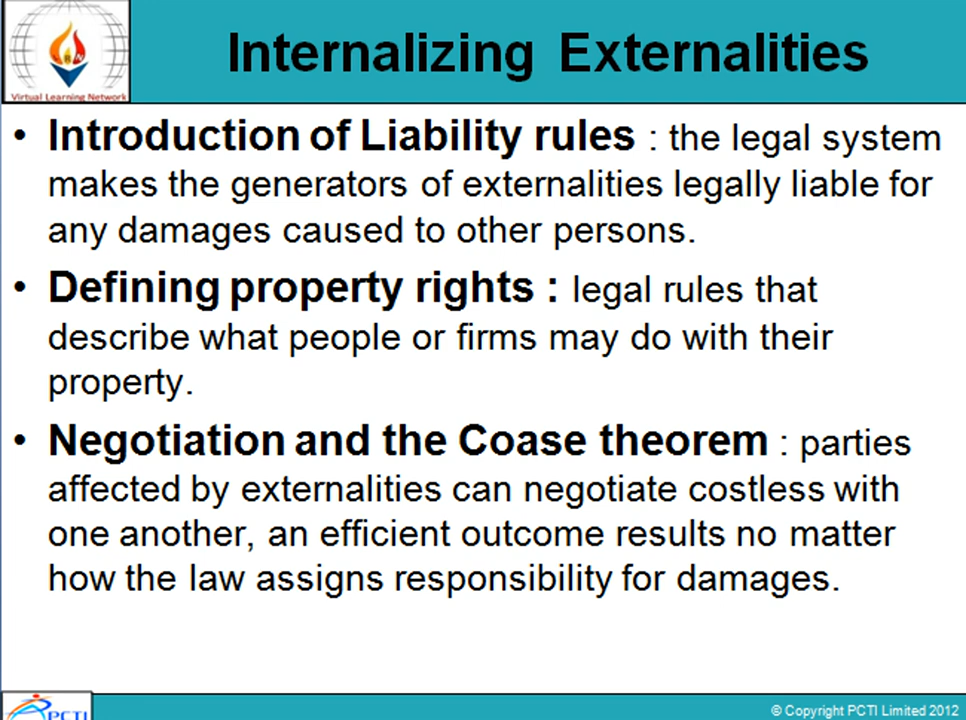 Internalizing Externalities
Virtual Learning Network
• Introduction of Liability rules : the legal system
makes the generators of externalities legally liable for
any damages caused to other persons.
• Defining property rights : legal rules that
describe what people or firms may do with their
property.
• Negotiation and the Coase theorem : parties
affected by externalities can negotiate costless with
one another, an efficient outcome results no matter
how the law assigns responsibility for damages.
PCTI
© Copyright PCTI Limited 2012